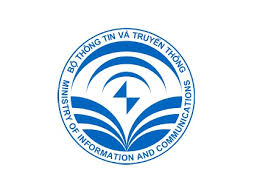 BỘ THÔNG TIN VÀ TRUYỀN THÔNG
MINISTRY OF INFORMATION AND COMMUNICATIONS